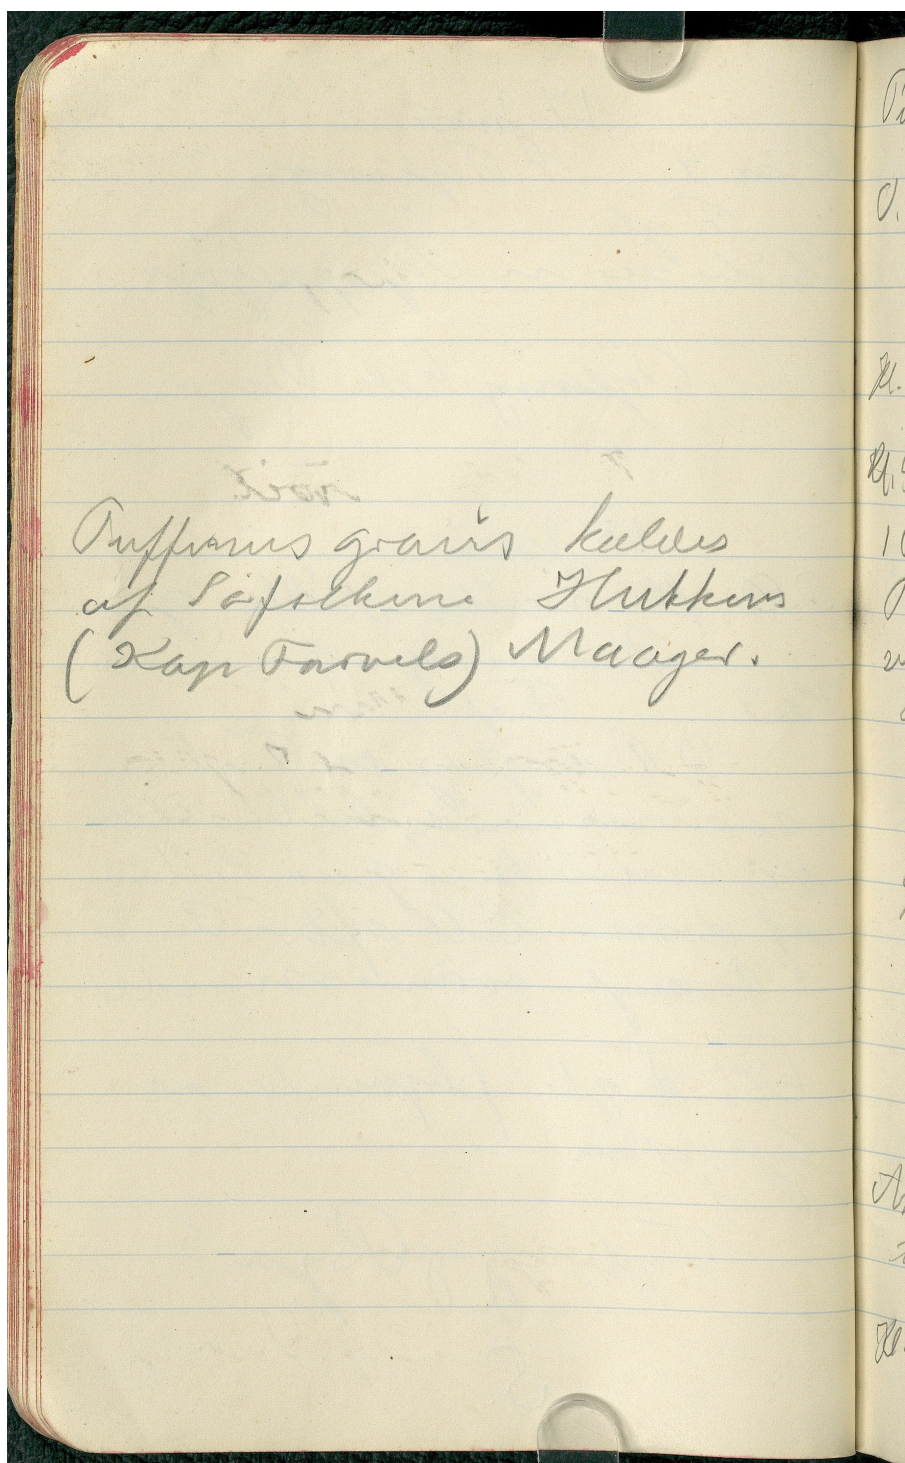 Puffinus gravis kaldes
af Søfolkene Hukkens
(Kap Farvels) Maager.